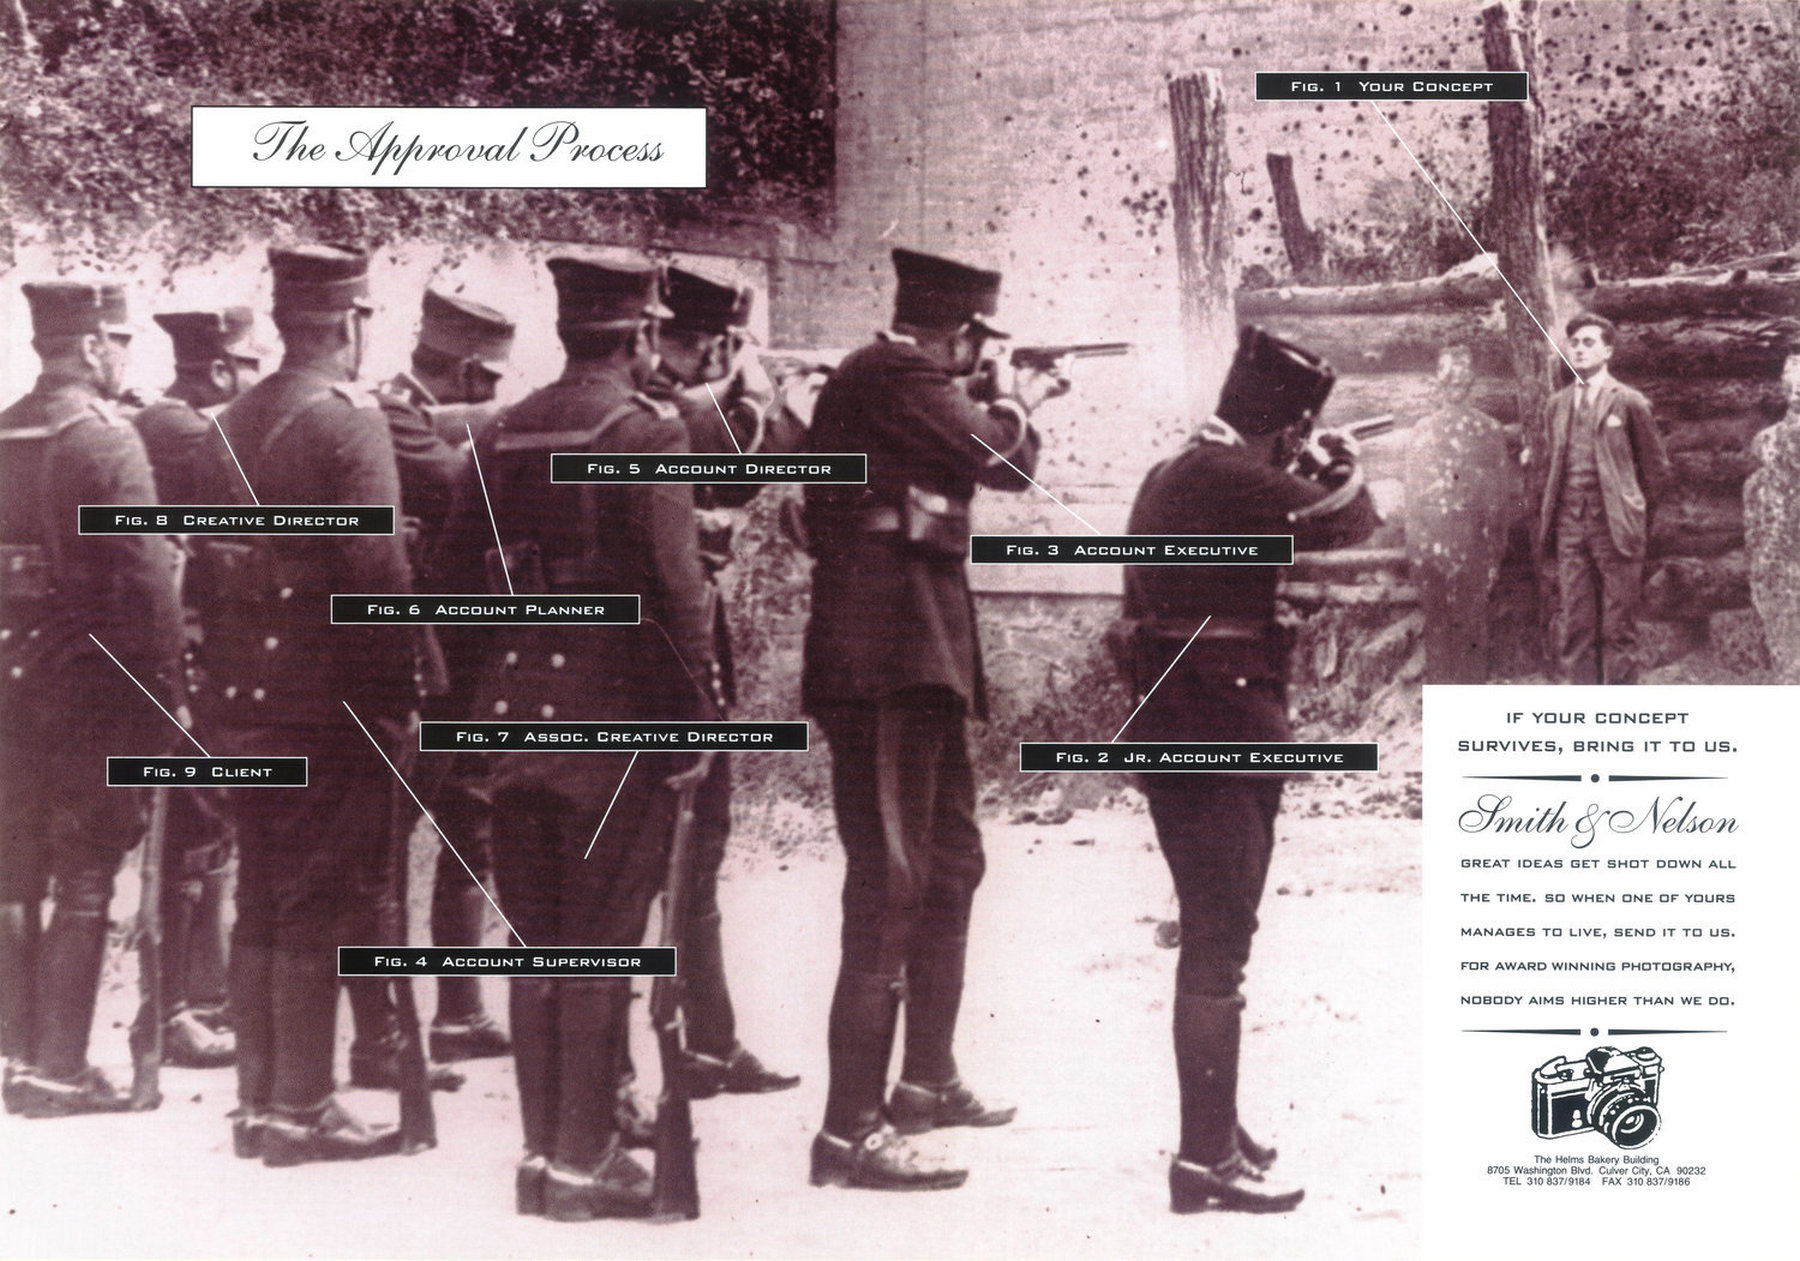 The Approval Process
FIG. 1 YOUR CONCEPT
FIG. 5 ACCOUNT DIRECTOR
FIG. 8 CREATIVE DIRECTOR
FIG. 3 ACCOUNT EXECUTIVE
FIG. 6 ACCOUNT PLANNER
FIG. 7 ASSOC. CREATIVE DIRECTOR
FIG. 2 JR. ACCOUNT EXECUTIVE
FIG. 9 CLIENT
FIG. 4 ACCOUNT SUPERVISOR
IF YOUR CONCEPT
SURVIVES, BRING IT TO US.
Smith & Nelson
GREAT IDEAS GET SHOT DOWN ALL
THE TIME. SO WHEN ONE OF YOURS
MANAGES TO LIVE, SEND IT TO US.
FOR AWARD WINNING PHOTOGRAPHY,
NOBODY AIMS HIGHER THAN WE DO.
The Helms Bakery Building
8705 Washington Blvd. Culver City, CA 90232
TEL 310 837/9184 FAX 310 837/9186